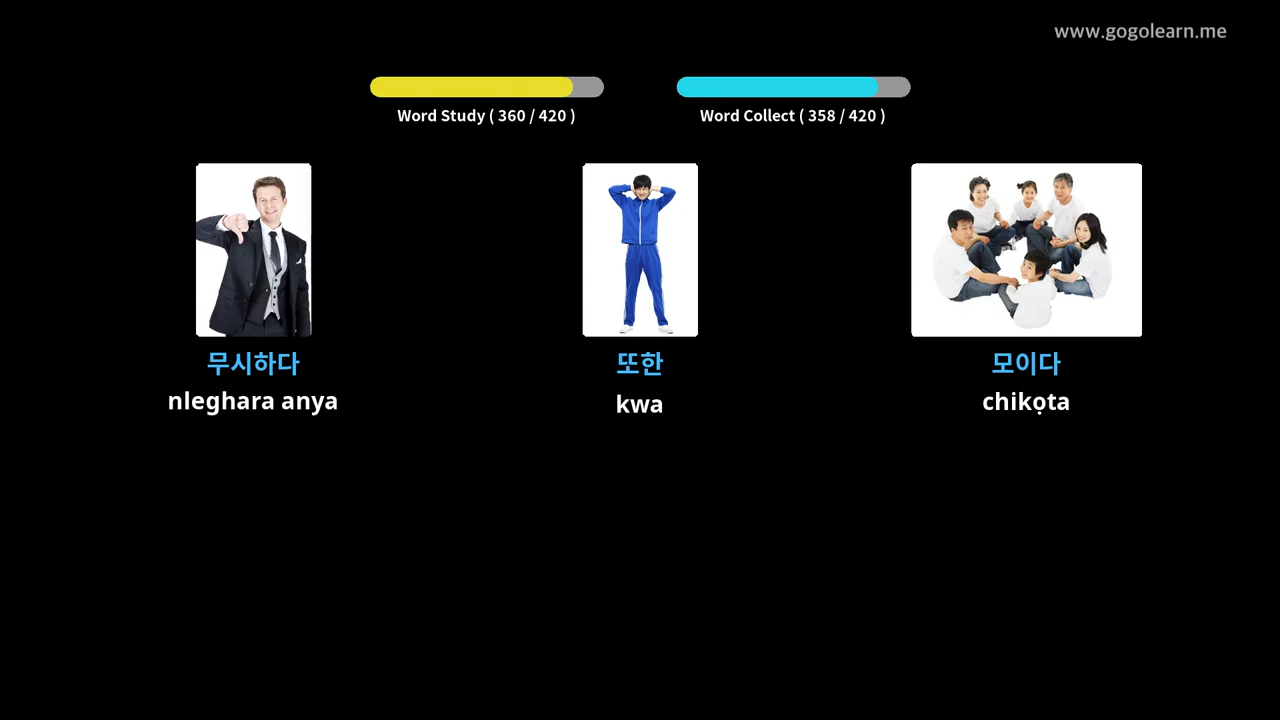 www.gogolearn.me
Word Study ( 360 / 420 )
Word Collect ( 358 / 420 )
무시하다
또한
모이다
nleghara anya
kwa
chikọta